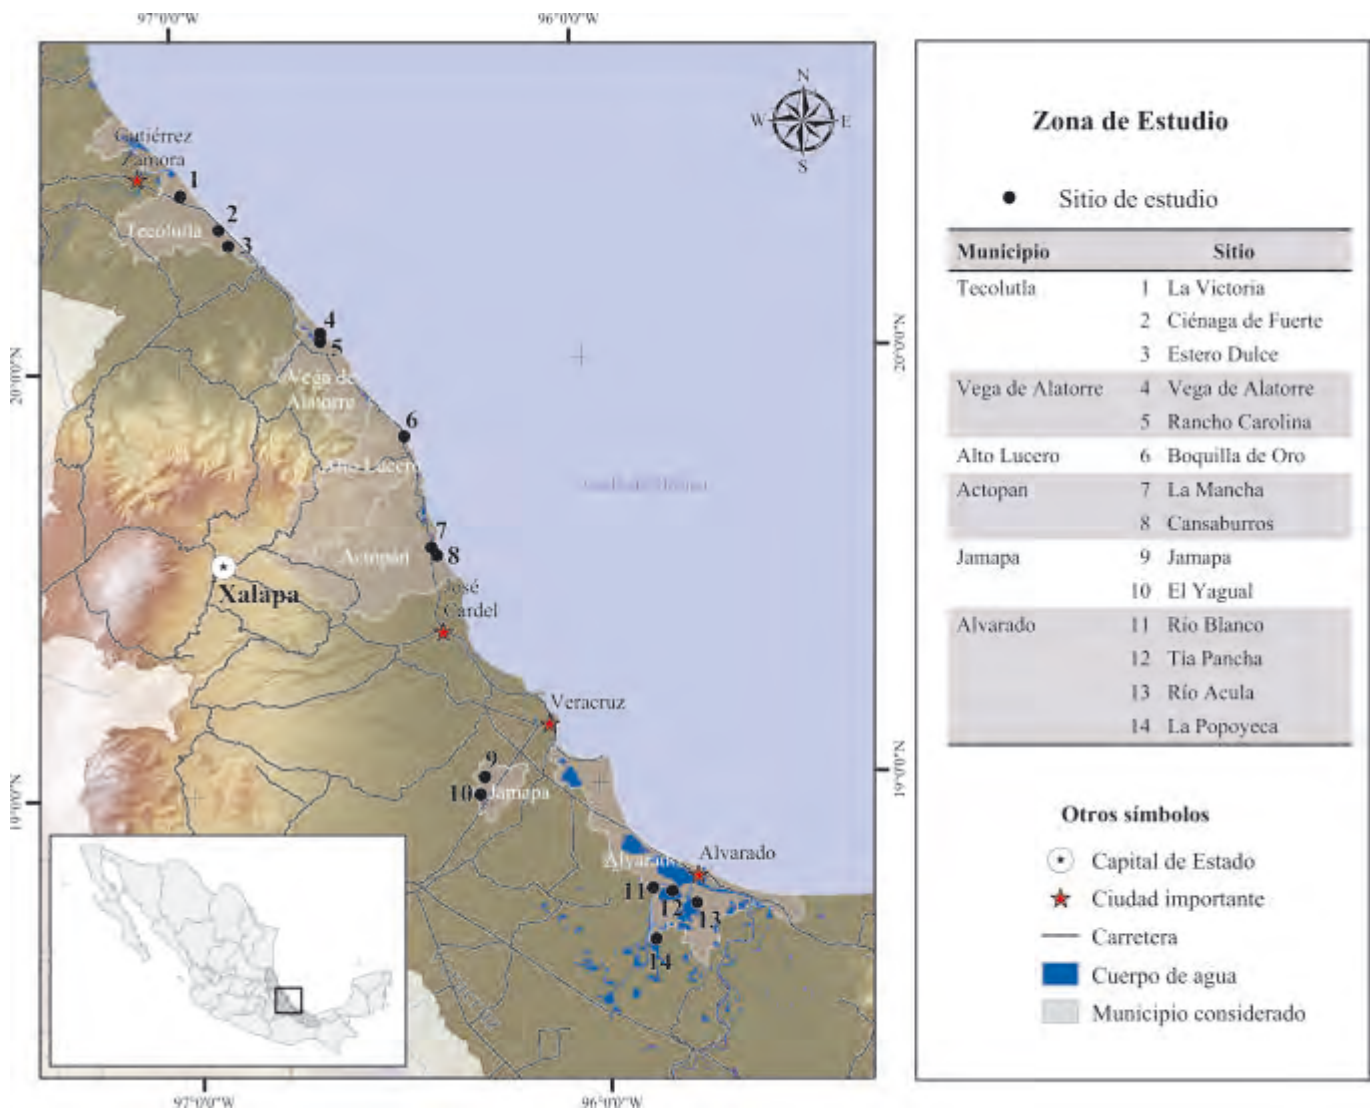 97°0'0"W 96°0'0"W
N
W E
S
Gutiérrez
Zamora
1
2
Tecolutla
3
4
5
20°0'0"N
20°0'0"N
Vega de
Alatorre
6
Alto Lucero
7
8
Actopan
Xalapa
José
Cardel
Veracruz
9
10 Jamapa
19°0'0"N
19°0'0"N
Alvarado Alvarado
11
12 13
14
97°0'0"W 96°0'0"W
Zona de Estudio
Sitio de estudio
Municipio Sitio
Tecolutla 1 La Victoria
2 Ciénaga de Fuerte
3 Estero Dulce
Vega de Alatorre 4 Vega de Alatorre
5 Rancho Carolina
Alto Lucero 6 Boquilla de Oro
Actopan 7 La Mancha
8 Cansaburros
Jamapa 9 Jamapa
10 El Yagual
Alvarado 11 Río Blanco
12 Tía Pancha
13 Río Acula
14 La Popoyeca
Otros símbolos
Capital de Estado
Ciudad importante
Carretera
Cuerpo de agua
Municipio considerado